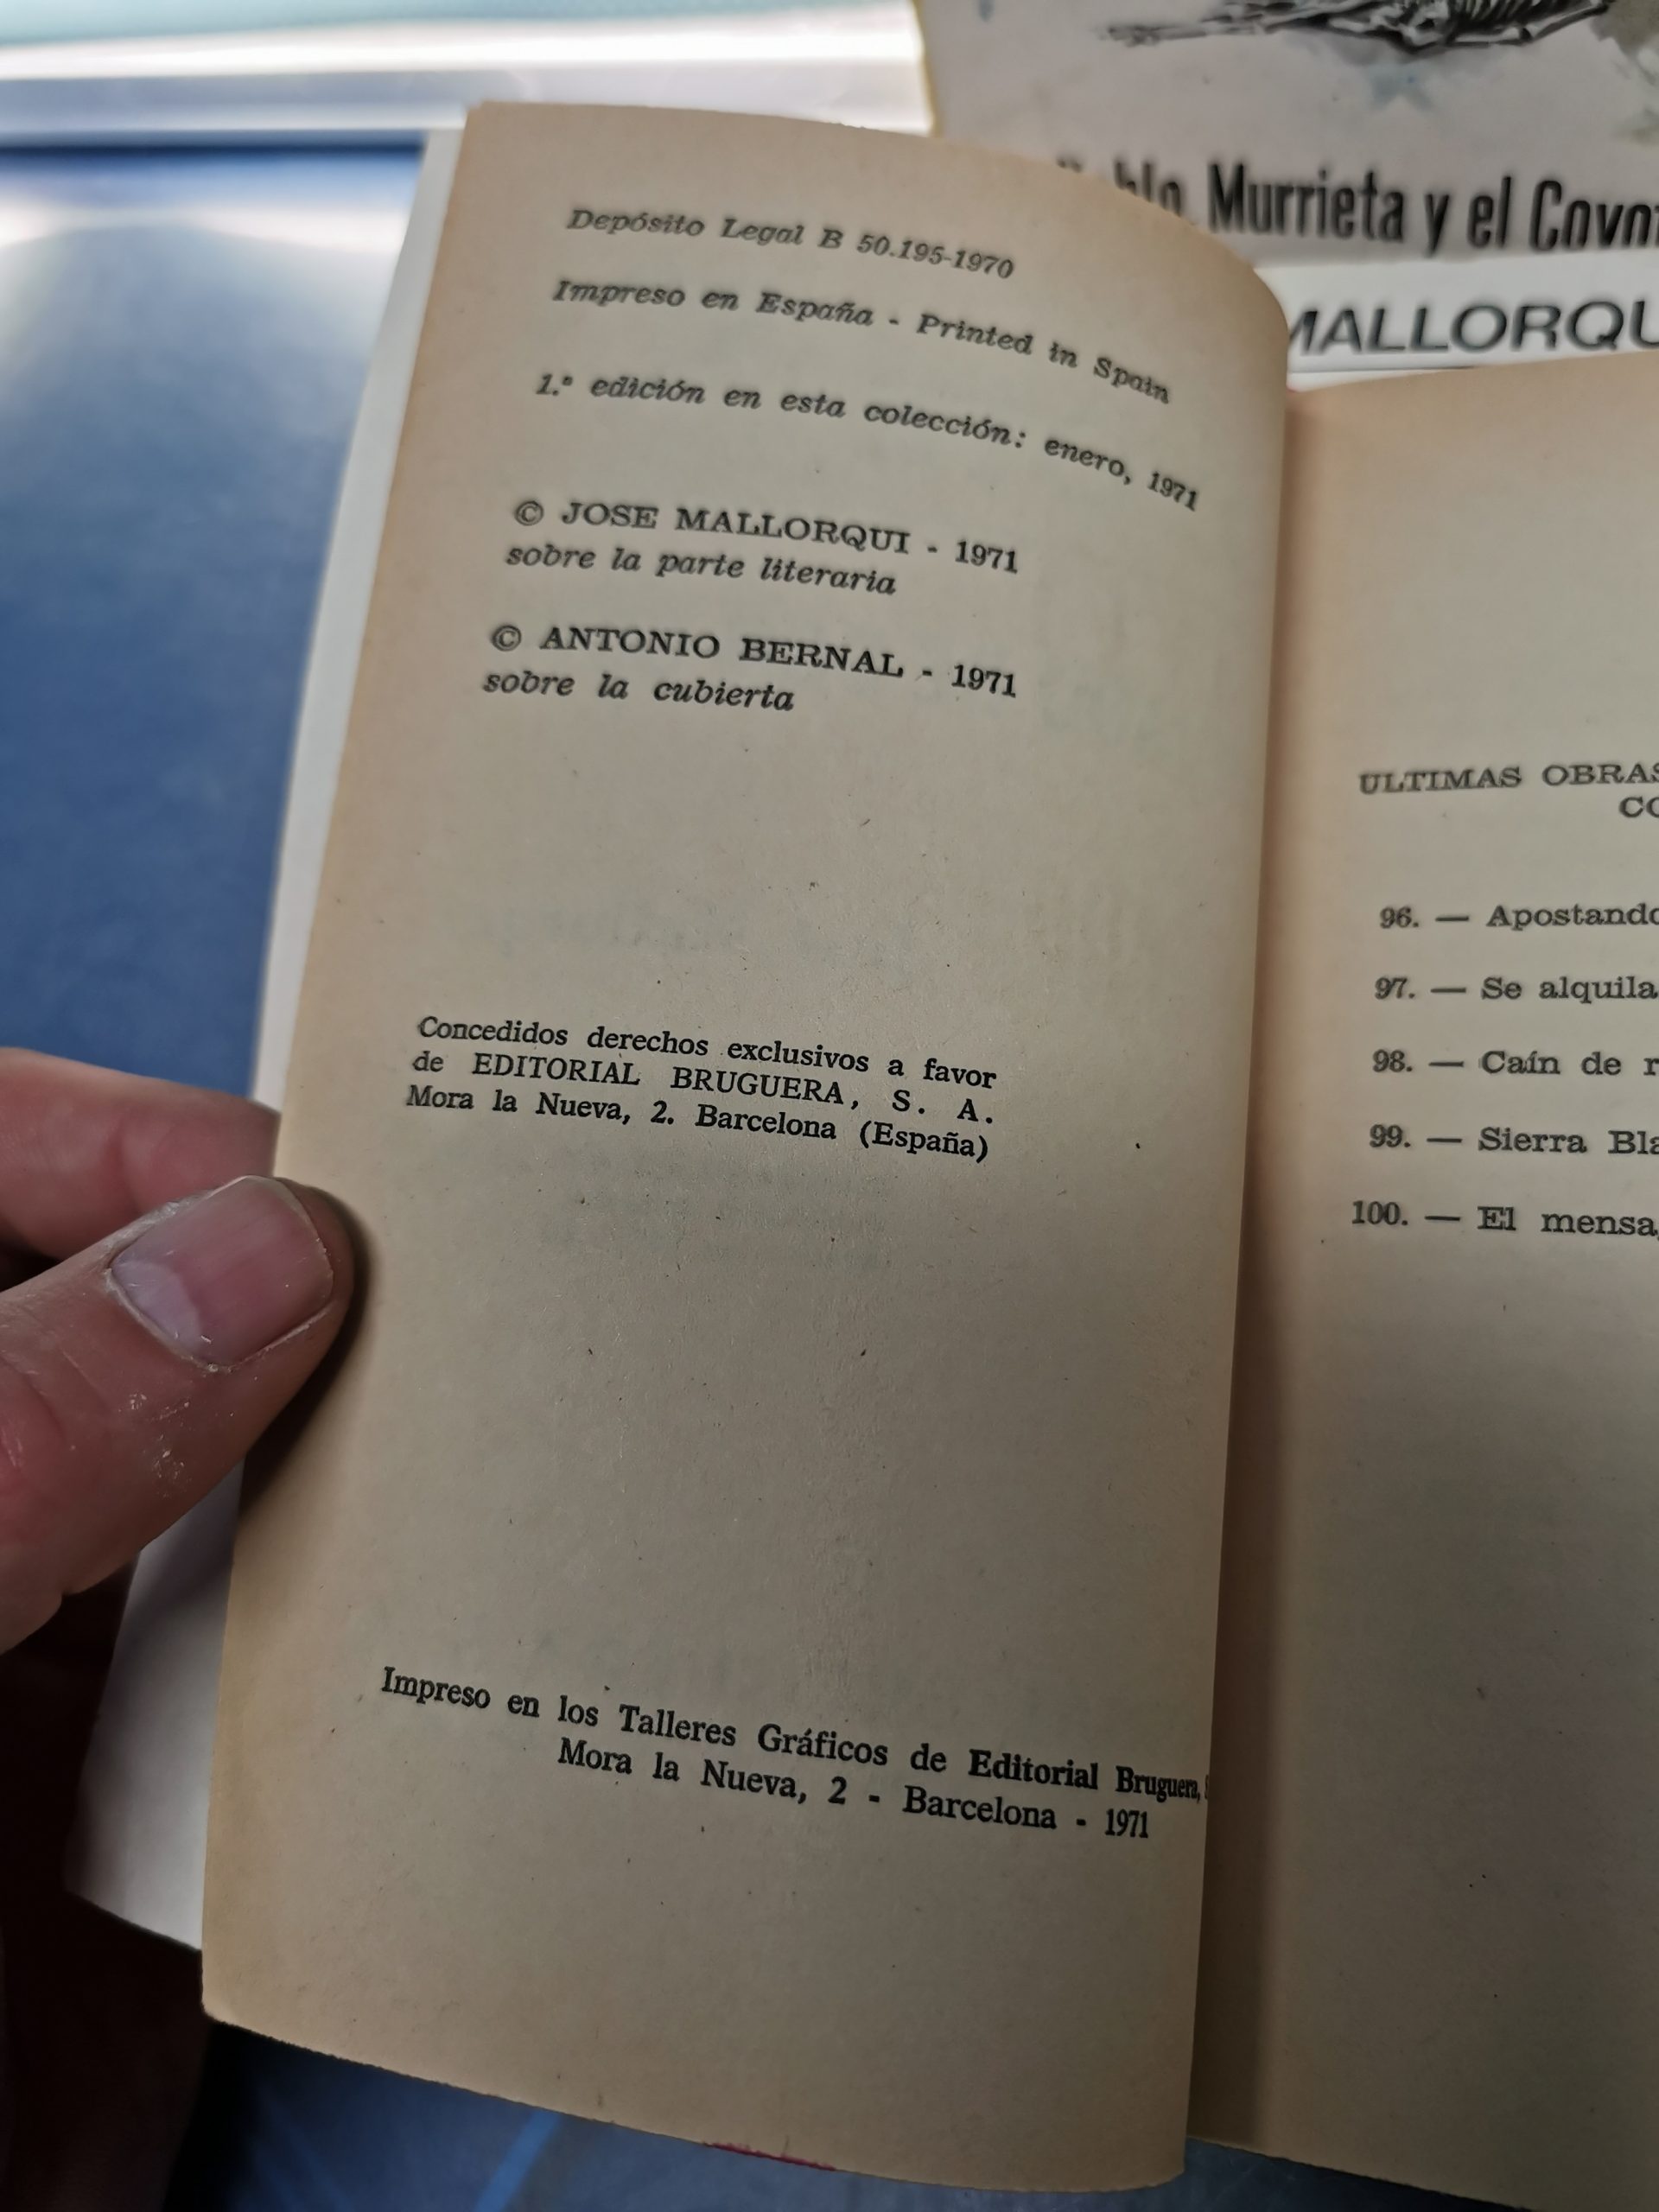 Murrieta y el
Depósito Legal B 50.195-1970
Impreso en España - Printed in Spain
1.ª edición en esta colección: enero, 1971
© JOSE MALLORQUI - 1971
sobre la parte literaria
© ANTONIO BERNAL - 1971
sobre la cubierta
Concedidos derechos exclusivos a favor
de EDITORIAL BRUGUERA, S. A.
Mora la Nueva, 2. Barcelona (España)
Impreso en los Talleres Gráficos de Editorial Bruguera,
Mora la Nueva, 2 - Barcelona - 1971
ULTIMAS
96. — 
97. — Se alquila
98. — Caín de
99. — Sierra
100. — El